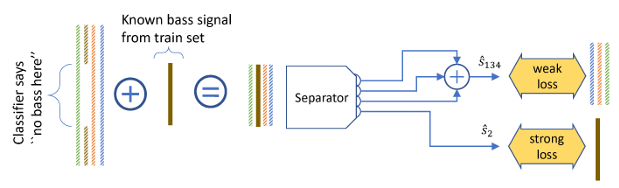 Known bass signal
from train set
Classifier says
``no bass here''
+
=
Separator
+
ŝ₁₃₄
weak
loss
ŝ₂
strong
loss